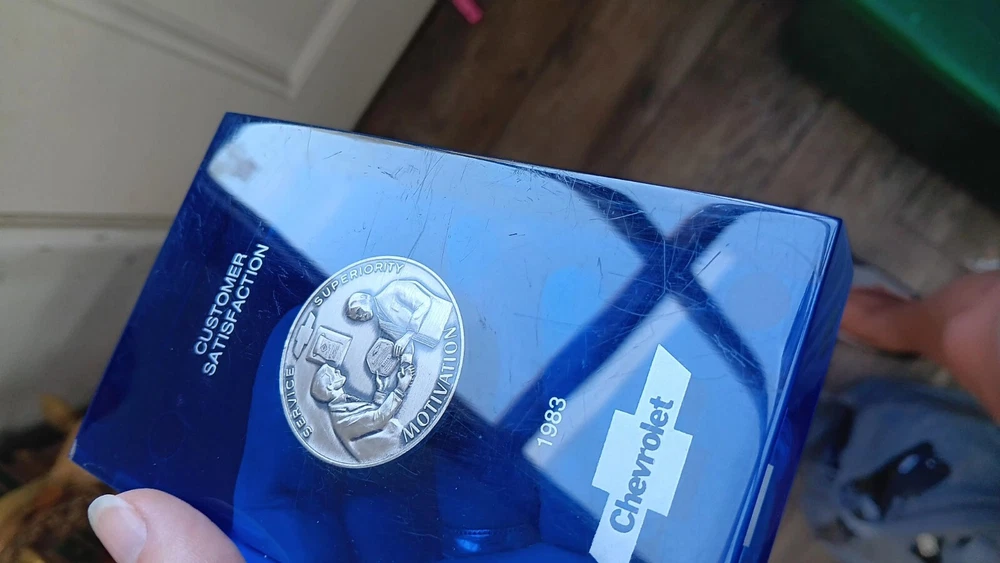 CUSTOMER
SATISFACTION
SERVICE
SUPERIORITY
MOTIVATION
1983
Chevrolet